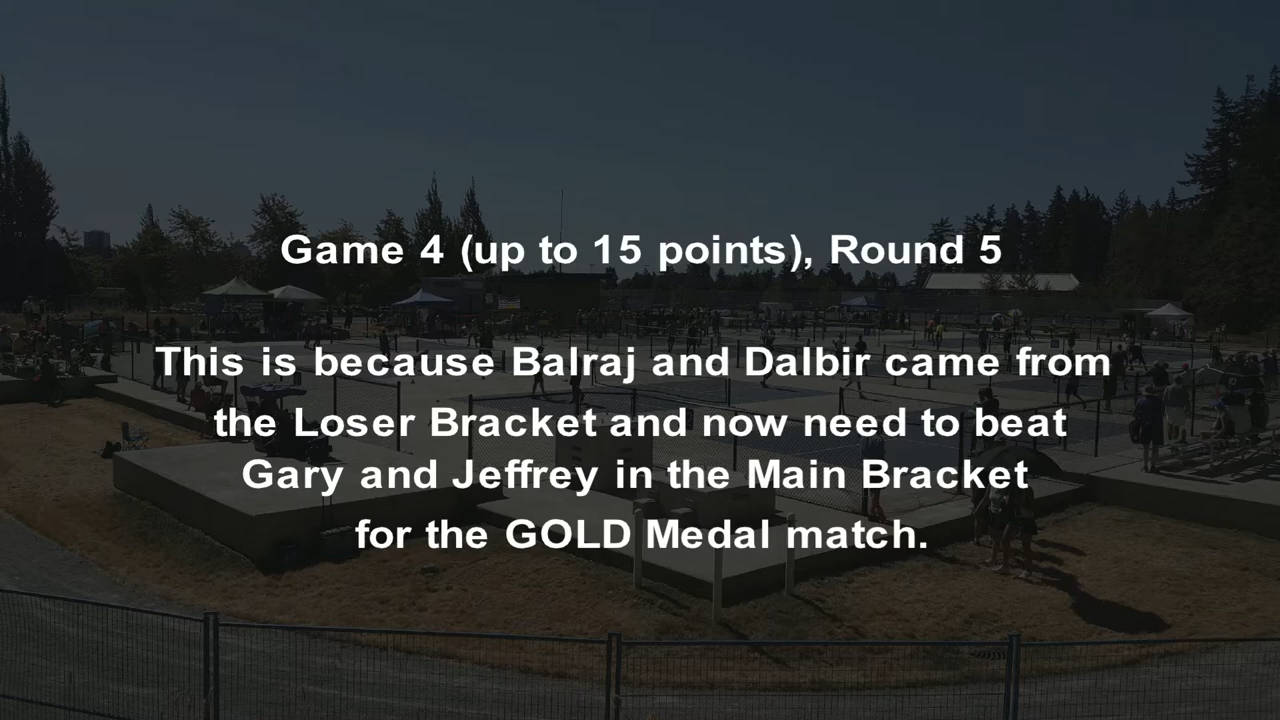 Game 4 (up to 15 points), Round 5
This is because Balraj and Dalbir came from
the Loser Bracket and now need to beat
Gary and Jeffrey in the Main Bracket
for the GOLD Medal match.